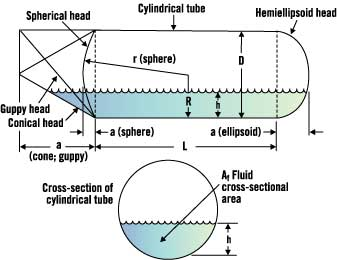 Spherical head
Cylindrical tube
Hemiellipsoid head
r (sphere)
D
Guppy head
Conical head
R
h
a
(cone; guppy)
a (sphere)
L
a (ellipsoid)
Cross-section of
cylindrical tube
Af Fluid
cross-sectional
area
h